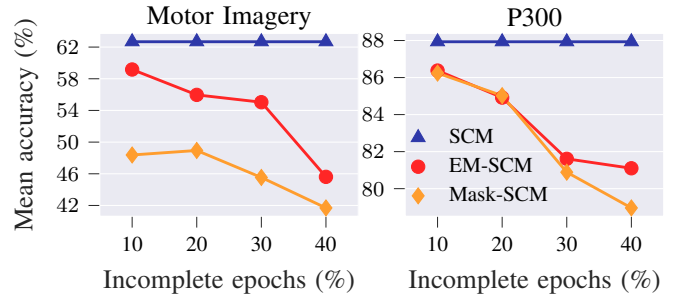 Motor Imagery
P300
Mean accuracy (%)
62
58
54
50
46
42
10
20
30
40
Incomplete epochs (%)
88
86
84
82
80
SCM
EM-SCM
Mask-SCM
10
20
30
40
Incomplete epochs (%)